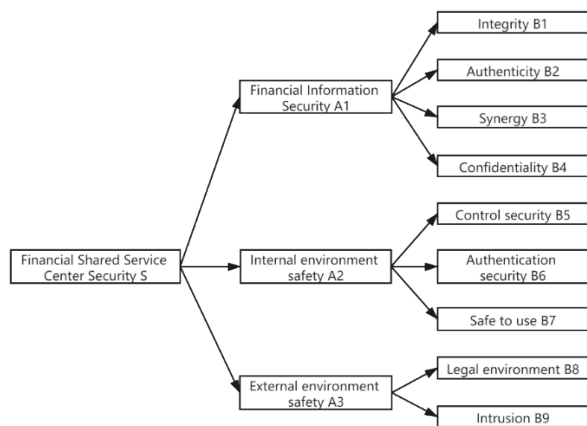 Integrity B1
Authenticity B2
Financial Information
Security A1
Synergy B3
Confidentiality B4
Control security B5
Financial Shared Service
Center Security S
Internal environment
safety A2
Authentication
security B6
Safe to use B7
Legal environment B8
External environment
safety A3
Intrusion B9